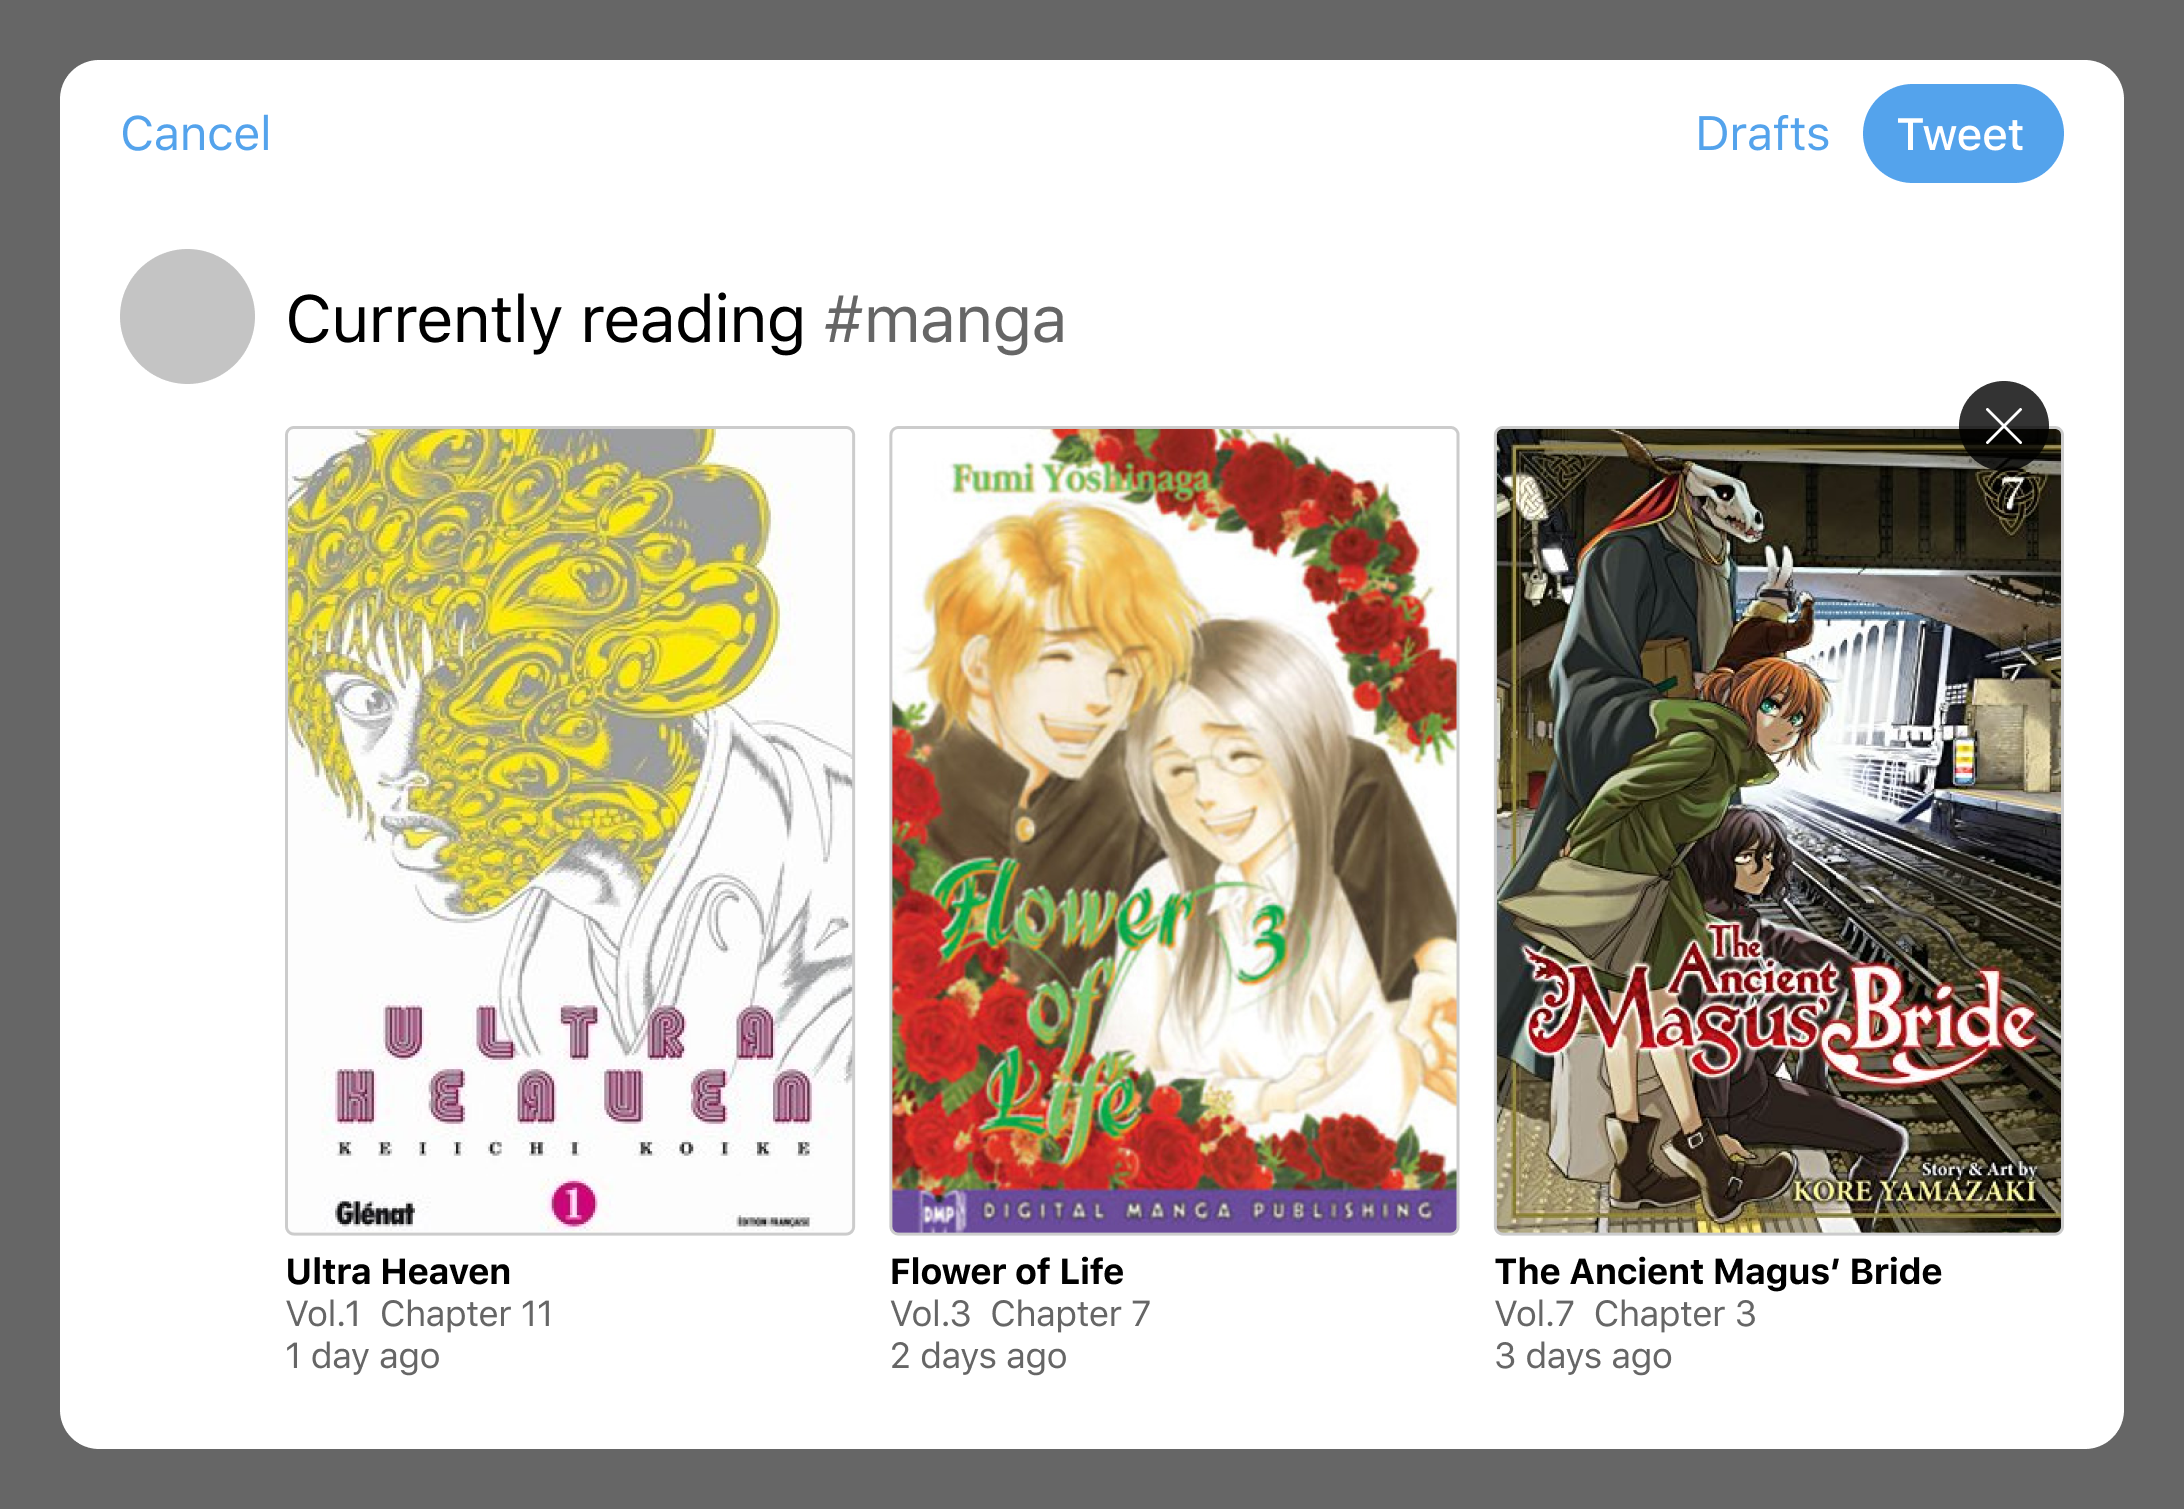 Cancel
Drafts
Tweet
Currently reading #manga
ULTRA
HEAVEN
KEIICHI KOIKE
1
Glénat
ÉDITION FRANÇAISE
Ultra Heaven
Vol.1 Chapter 11
1 day ago
Fumi Yoshinaga
Flower
3
of
Life
DMP DIGITAL MANGA PUBLISHING
Flower of Life
Vol.3 Chapter 7
2 days ago
7
The
Ancient
Magus' Bride
Story & Art by
KORE YAMAZAKI
The Ancient Magus’ Bride
Vol.7 Chapter 3
3 days ago